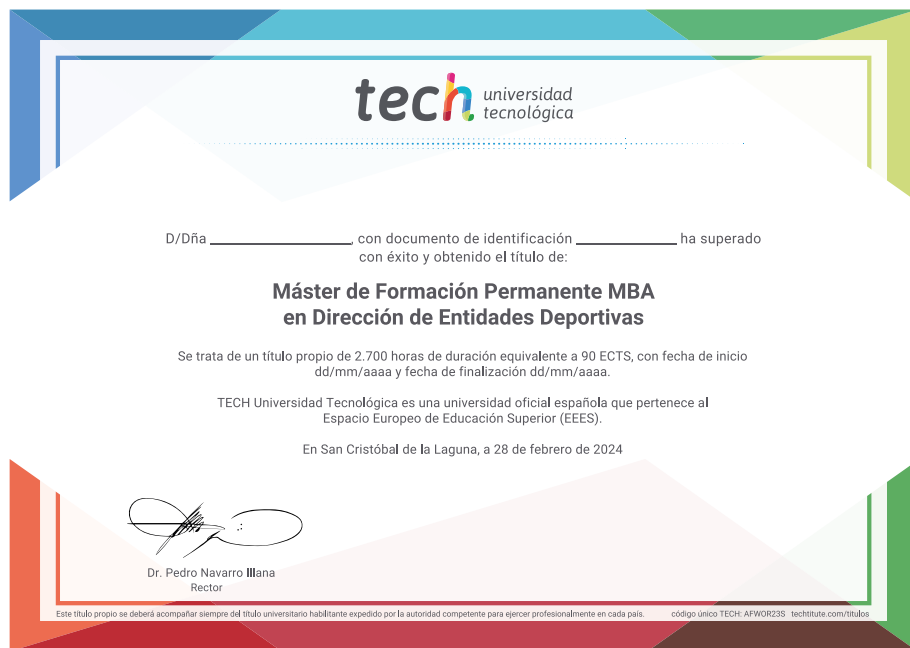 tech universidad
tecnológica
D/Dña ________________, con documento de identificación ____________ ha superado
con éxito y obtenido el título de:
Máster de Formación Permanente MBA
en Dirección de Entidades Deportivas
Se trata de un título propio de 2.700 horas de duración equivalente a 90 ECTS, con fecha de inicio
dd/mm/aaaa y fecha de finalización dd/mm/aaaa.
TECH Universidad Tecnológica es una universidad oficial española que pertenece al
Espacio Europeo de Educación Superior (EEES).
En San Cristóbal de la Laguna, a 28 de febrero de 2024
Dr. Pedro Navarro Illana
Rector
Este título propio se deberá acompañar siempre del título universitario habilitante expedido por la autoridad competente para ejercer profesionalmente en cada país. código único TECH: AFWOR23S techtitute.com/titulos